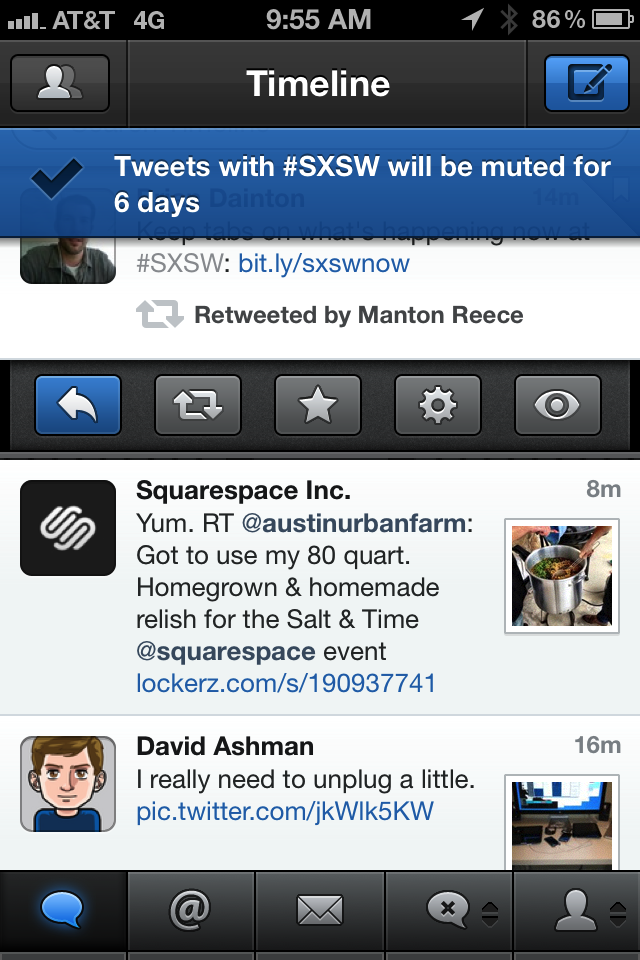 AT&T 4G 9:55 AM 86%
Timeline
Tweets with #SXSW will be muted for
6 days
Brian Dainton 14m
Keep tabs on what's happening now at
#SXSW: bit.ly/sxswnow
Retweeted by Manton Reece
Squarespace Inc. 8m
Yum. RT @austinurbanfarm:
Got to use my 80 quart.
Homegrown & homemade
relish for the Salt & Time
@squarespace event
lockerz.com/s/190937741
David Ashman 16m
I really need to unplug a little.
pic.twitter.com/jkWlk5KW